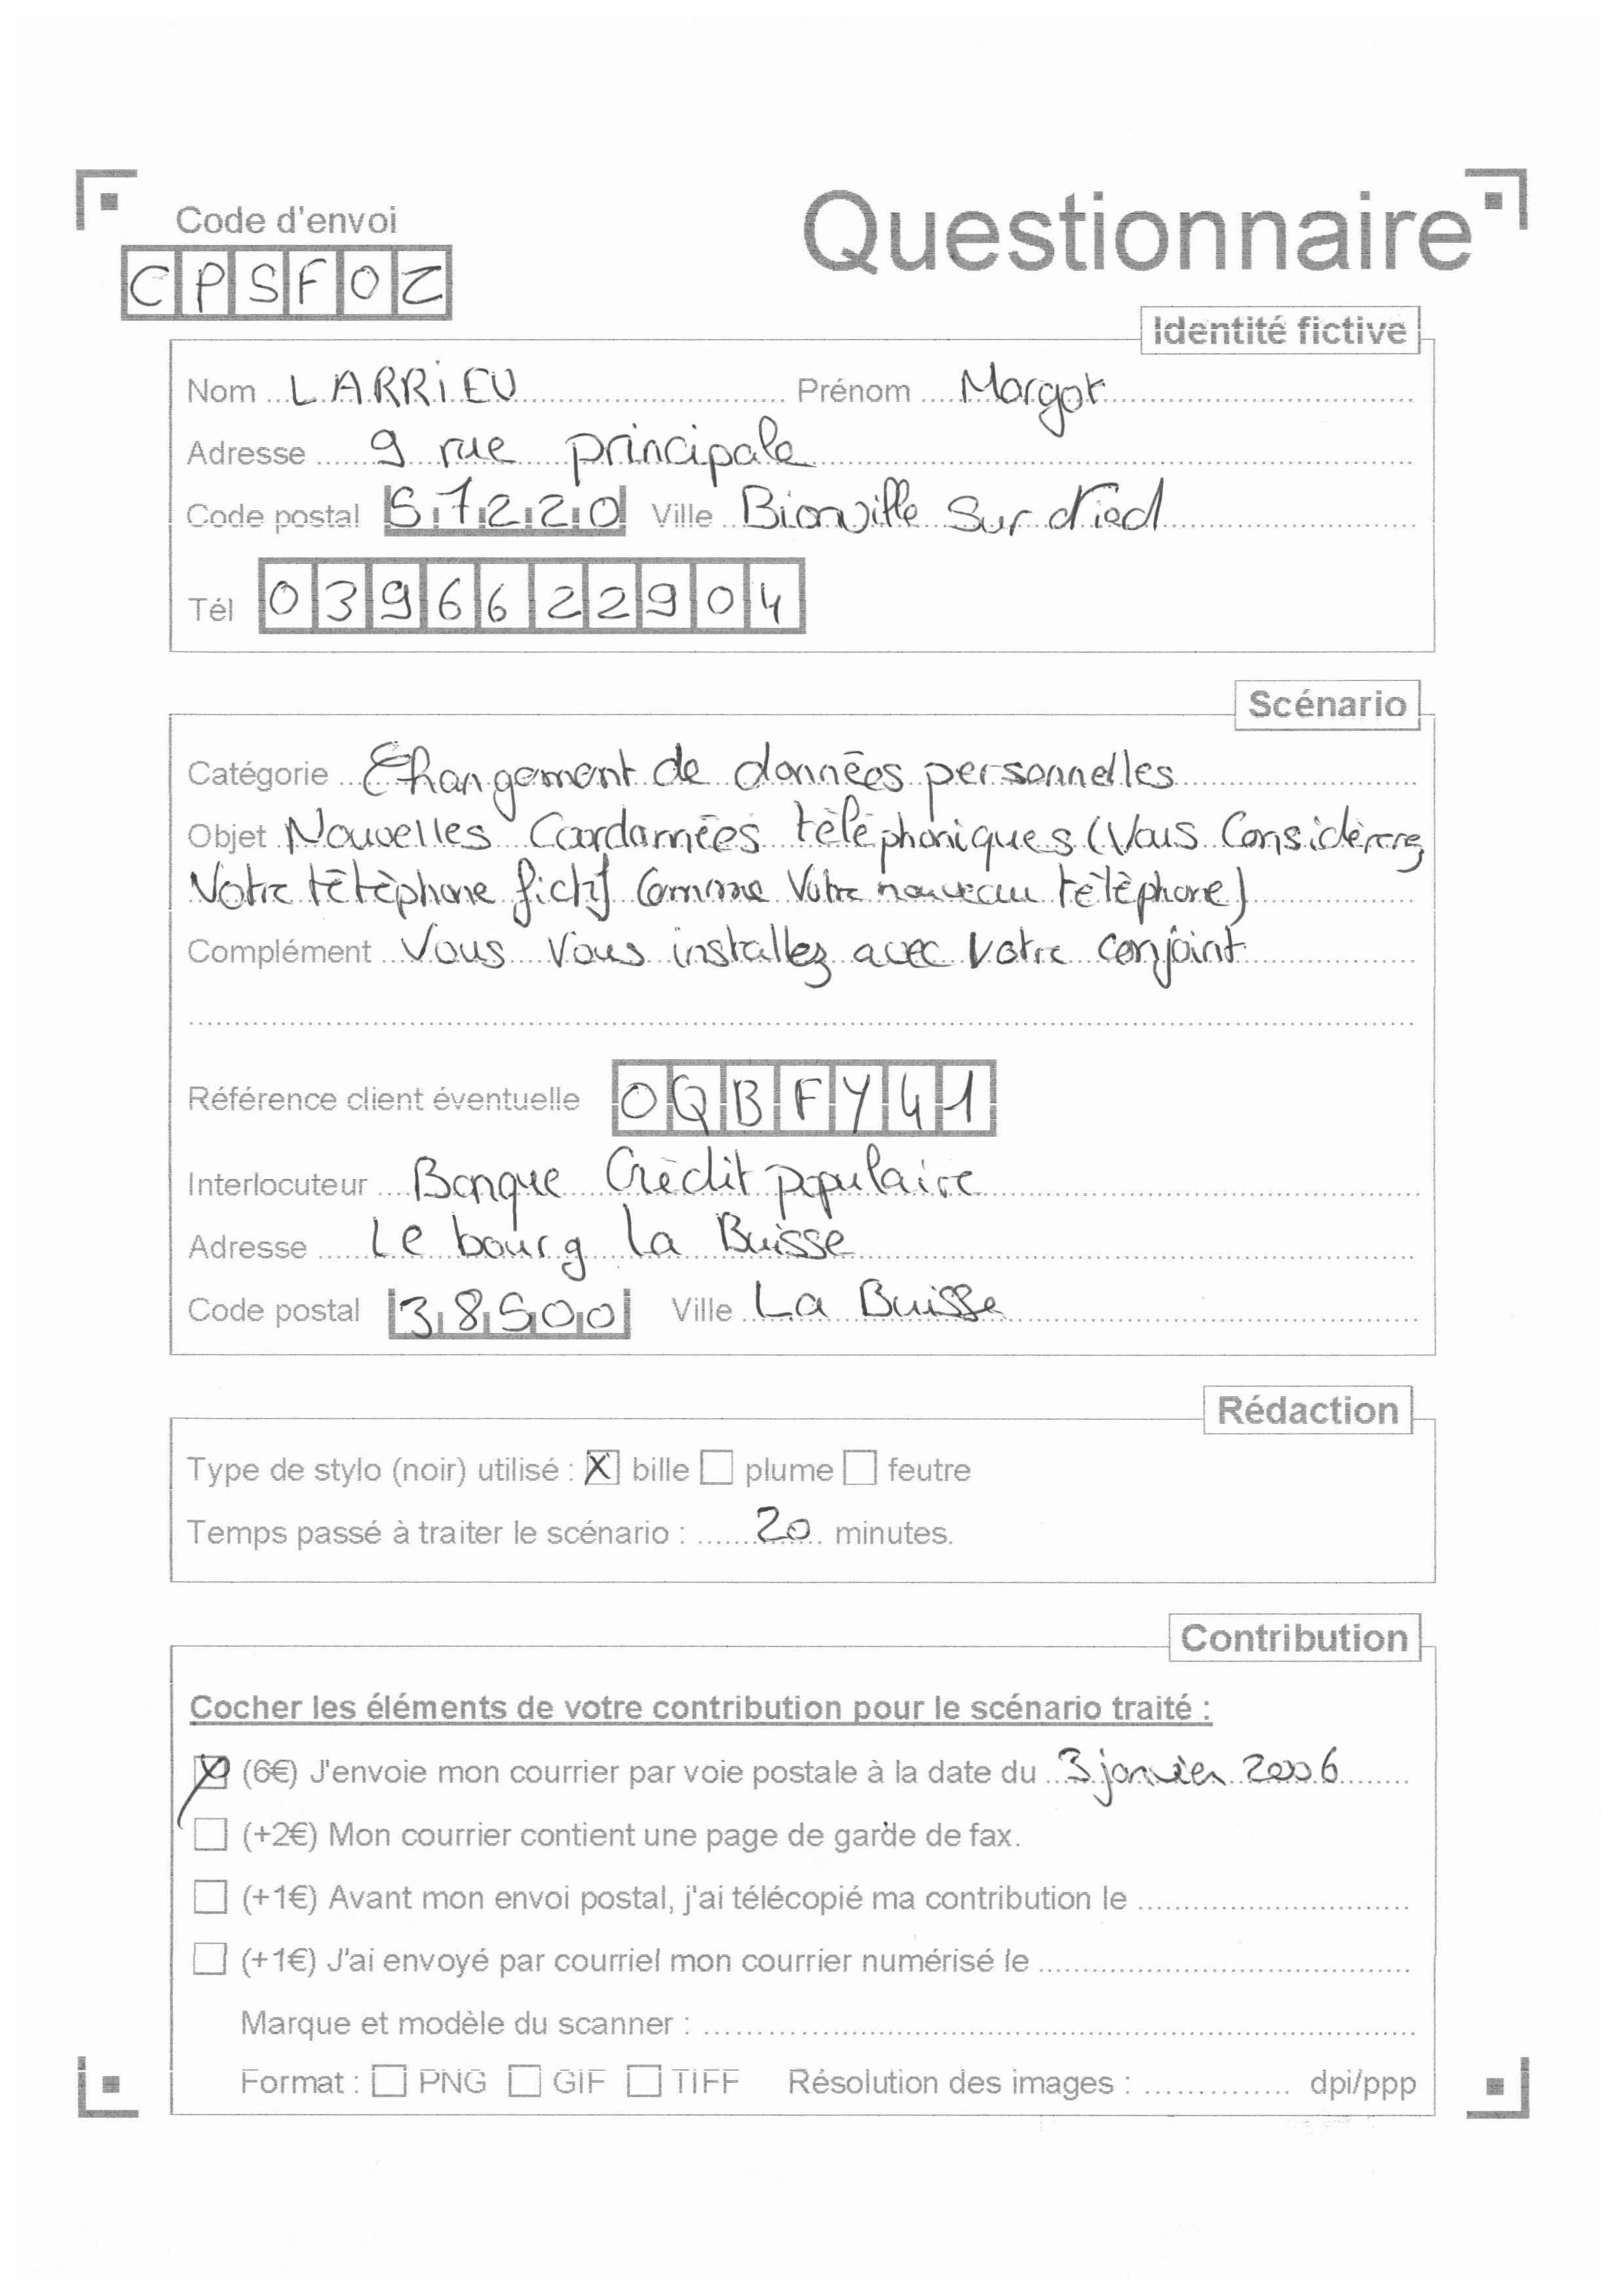 Code d'envoi
Questionnaire
CPSFOZ
Identité fictive
Nom LARRIEU Prénom Margot
Adresse 9 rue principale
Code postal 57220 Ville Bionville Sur Nied
Tél 0396622904
Scénario
Catégorie Changement de données personnelles
Objet Nouvelles Coordonnées téléphoniques (Vous Considérez
Votre téléphone fictif Comme Votre nouveau téléphone)
Complément Vous Vous installez avec Votre conjoint
Référence client éventuelle OQBFY41
Interlocuteur Banque Crédit populaire
Adresse Le bourg la Buisse
Code postal 38500 Ville La Buisse
Rédaction
Type de stylo (noir) utilisé : X bille plume feutre
Temps passé à traiter le scénario : 20 minutes.
Contribution
Cocher les éléments de votre contribution pour le scénario traité :
X (6€) J'envoie mon courrier par voie postale à la date du 3 janvier 2006
(+2€) Mon courrier contient une page de garde de fax.
(+1€) Avant mon envoi postal, j'ai télécopié ma contribution le
(+1€) J'ai envoyé par courriel mon courrier numérisé le
Marque et modèle du scanner :
Format : PNG GIF TIFF Résolution des images : dpi/ppp